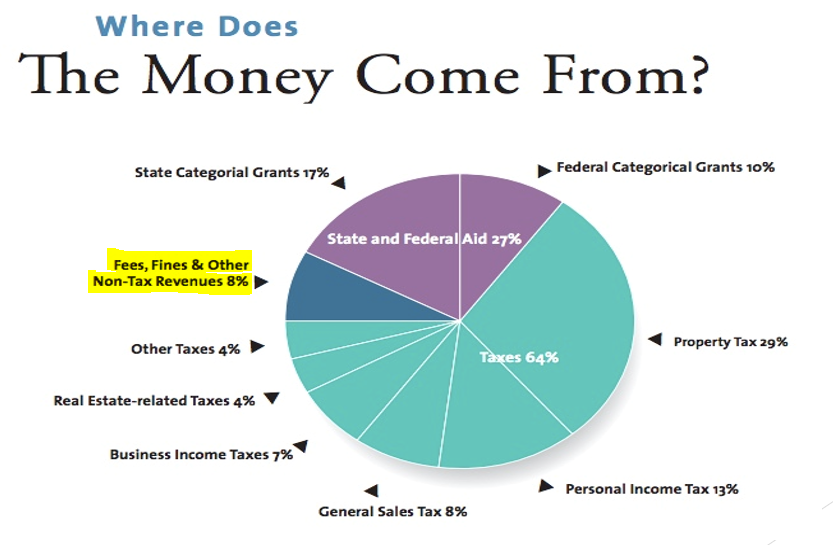 Where Does
The Money Come From?
State Categorial Grants 17%
Federal Categorical Grants 10%
State and Federal Aid 27%
Fees, Fines & Other
Non-Tax Revenues 8%
Other Taxes 4%
Property Tax 29%
Taxes 64%
Real Estate-related Taxes 4%
Business Income Taxes 7%
Personal Income Tax 13%
General Sales Tax 8%